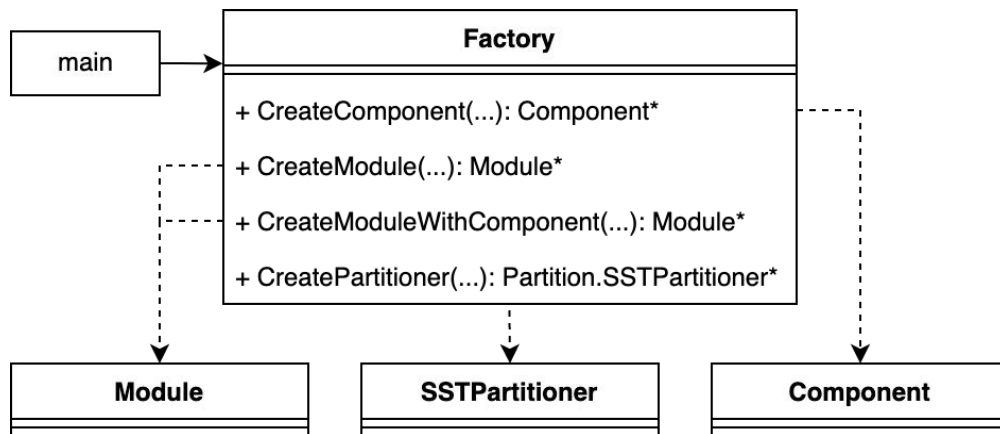 main
Factory
+ CreateComponent(...): Component*
+ CreateModule(...): Module*
+ CreateModuleWithComponent(...): Module*
+ CreatePartitioner(...): Partition.SSTPartitioner*
Module
SSTPartitioner
Component